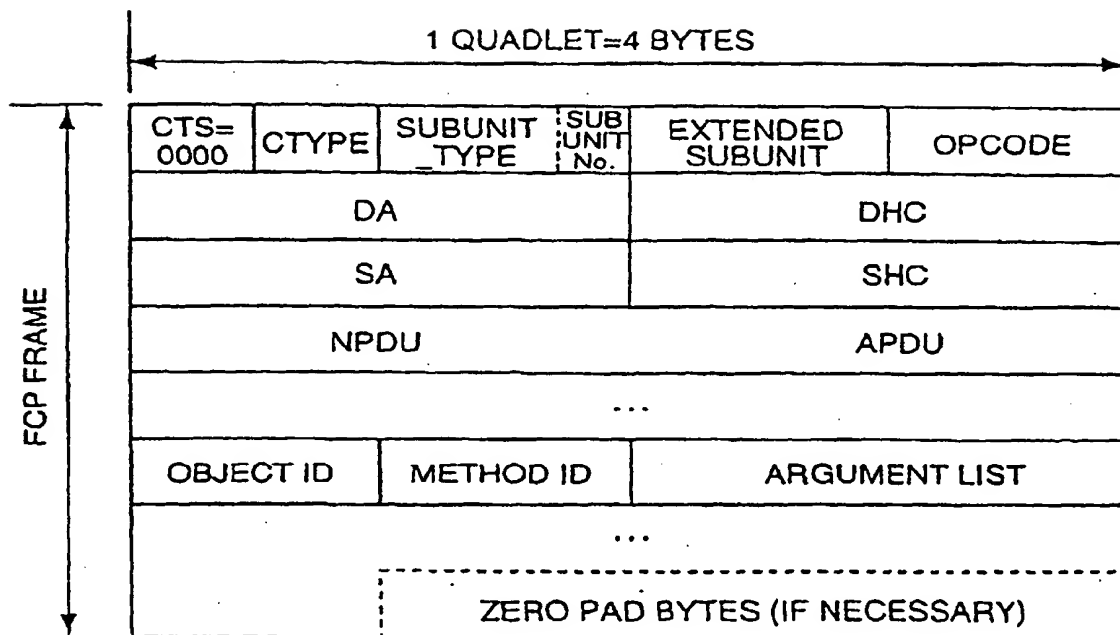 1 QUADLET=4 BYTES
CTS=
0000
CTYPE
SUBUNIT
_TYPE
SUB
UNIT
No.
EXTENDED
SUBUNIT
OPCODE
DA
DHC
SA
SHC
NPDU
APDU
...
OBJECT ID
METHOD ID
ARGUMENT LIST
...
ZERO PAD BYTES (IF NECESSARY)
FCP FRAME